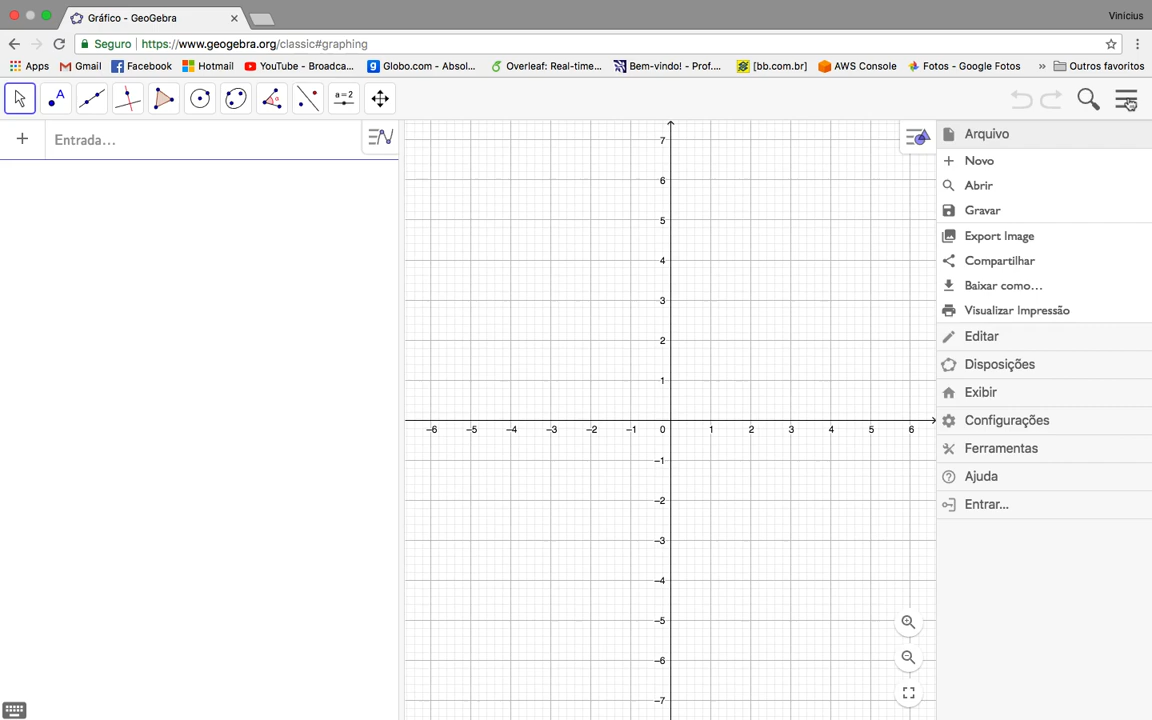 Gráfico - GeoGebra
Vinícius
Seguro https://www.geogebra.org/classic#graphing
Apps Gmail Facebook Hotmail YouTube - Broadca... Globo.com - Absol... Overleaf: Real-time... Bem-vindo! - Prof.... [bb.com.br] AWS Console Fotos - Google Fotos » Outros favoritos
A a=2
+ Entrada...
Arquivo
Novo
Abrir
Gravar
Export Image
Compartilhar
Baixar como...
Visualizar Impressão
Editar
Disposições
Exibir
Configurações
Ferramentas
Ajuda
Entrar...
7
6
5
4
3
2
1
–6 –5 –4 –3 –2 –1 0 1 2 3 4 5 6
–1
–2
–3
–4
–5
–6
–7